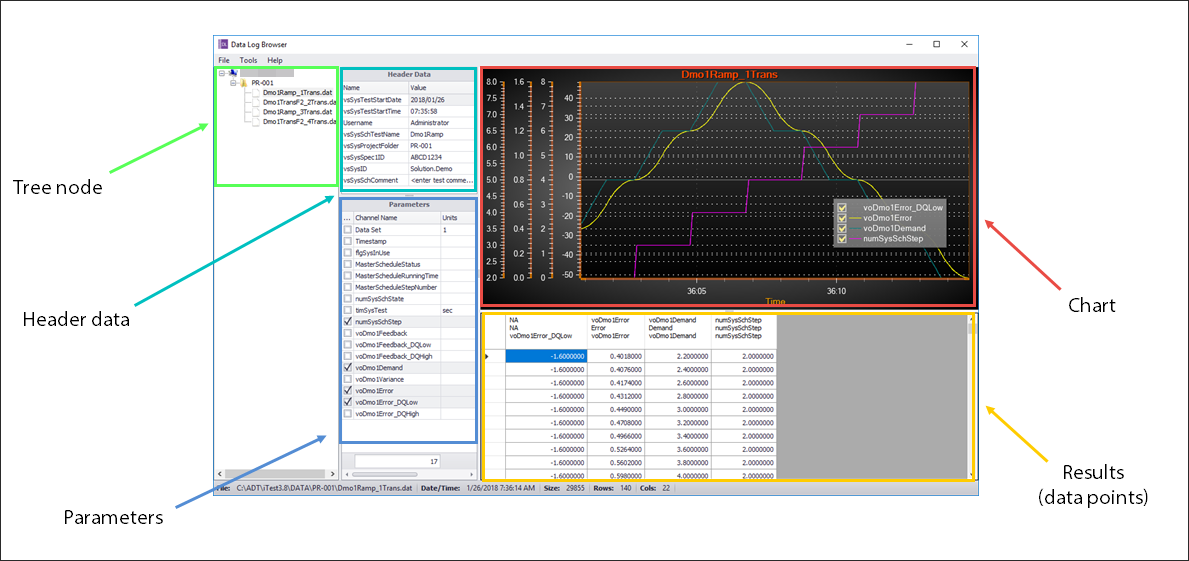 Data Log Browser
File Tools Help
PR-001
Dmo1Ramp_1Trans.dat
Dmo1TransF2_2Trans.da
Dmo1Ramp_3Trans.dat
Dmo1TransF2_4Trans.da
Header Data
Name Value
vsSysTestStartDate 2018/01/26
vsSysTestStartTime 07:35:58
Username Administrator
vsSysSchTestName Dmo1Ramp
vsSysProjectFolder PR-001
vsSysSpec1ID ABCD1234
vsSysID Solution.Demo
vsSysSchComment <enter test comme...
Parameters
... Channel Name Units
Data Set 1
Timestamp
flgSysInUse
MasterScheduleStatus
MasterScheduleRunningTime
MasterScheduleStepNumber
numSysSchState
timSysTest sec
numSysSchStep
voDmo1Feedback
voDmo1Feedback_DQLow
voDmo1Feedback_DQHigh
voDmo1Demand
voDmo1Variance
voDmo1Error
voDmo1Error_DQLow
voDmo1Error_DQHigh
17
Dmo1Ramp_1Trans
8.0 1.6 8
7.5 1.4 7 40
7.0 30
6.5 1.2 6 20
6.0
5.5 1.0 5 10
5.0 0.8 4 0
4.5 -10
4.0 0.6 3 -20
3.5 0.4 2 -30
3.0 0.2 1 -40
2.5
2.0 0.0 0 -50
36:05 36:10
Time
voDmo1Error_DQLow
voDmo1Error
voDmo1Demand
numSysSchStep
NA voDmo1Error voDmo1Demand numSysSchStep
NA Error Demand numSysSchStep
voDmo1Error_DQLow voDmo1Error voDmo1Demand numSysSchStep
-1.6000000 0.4018000 2.2000000 2.0000000
-1.6000000 0.4076000 2.4000000 2.0000000
-1.6000000 0.4174000 2.6000000 2.0000000
-1.6000000 0.4312000 2.8000000 2.0000000
-1.6000000 0.4490000 3.0000000 2.0000000
-1.6000000 0.4708000 3.2000000 2.0000000
-1.6000000 0.4966000 3.4000000 2.0000000
-1.6000000 0.5264000 3.6000000 2.0000000
-1.6000000 0.5602000 3.8000000 2.0000000
-1.6000000 0.5980000 4.0000000 2.0000000
File: C:\ADT\iTest3.8\DATA\PR-001\Dmo1Ramp_1Trans.dat Date/Time: 1/26/2018 7:36:14 AM Size: 29855 Rows: 140 Cols: 22
Tree node
Header data
Parameters
Chart
Results
(data points)